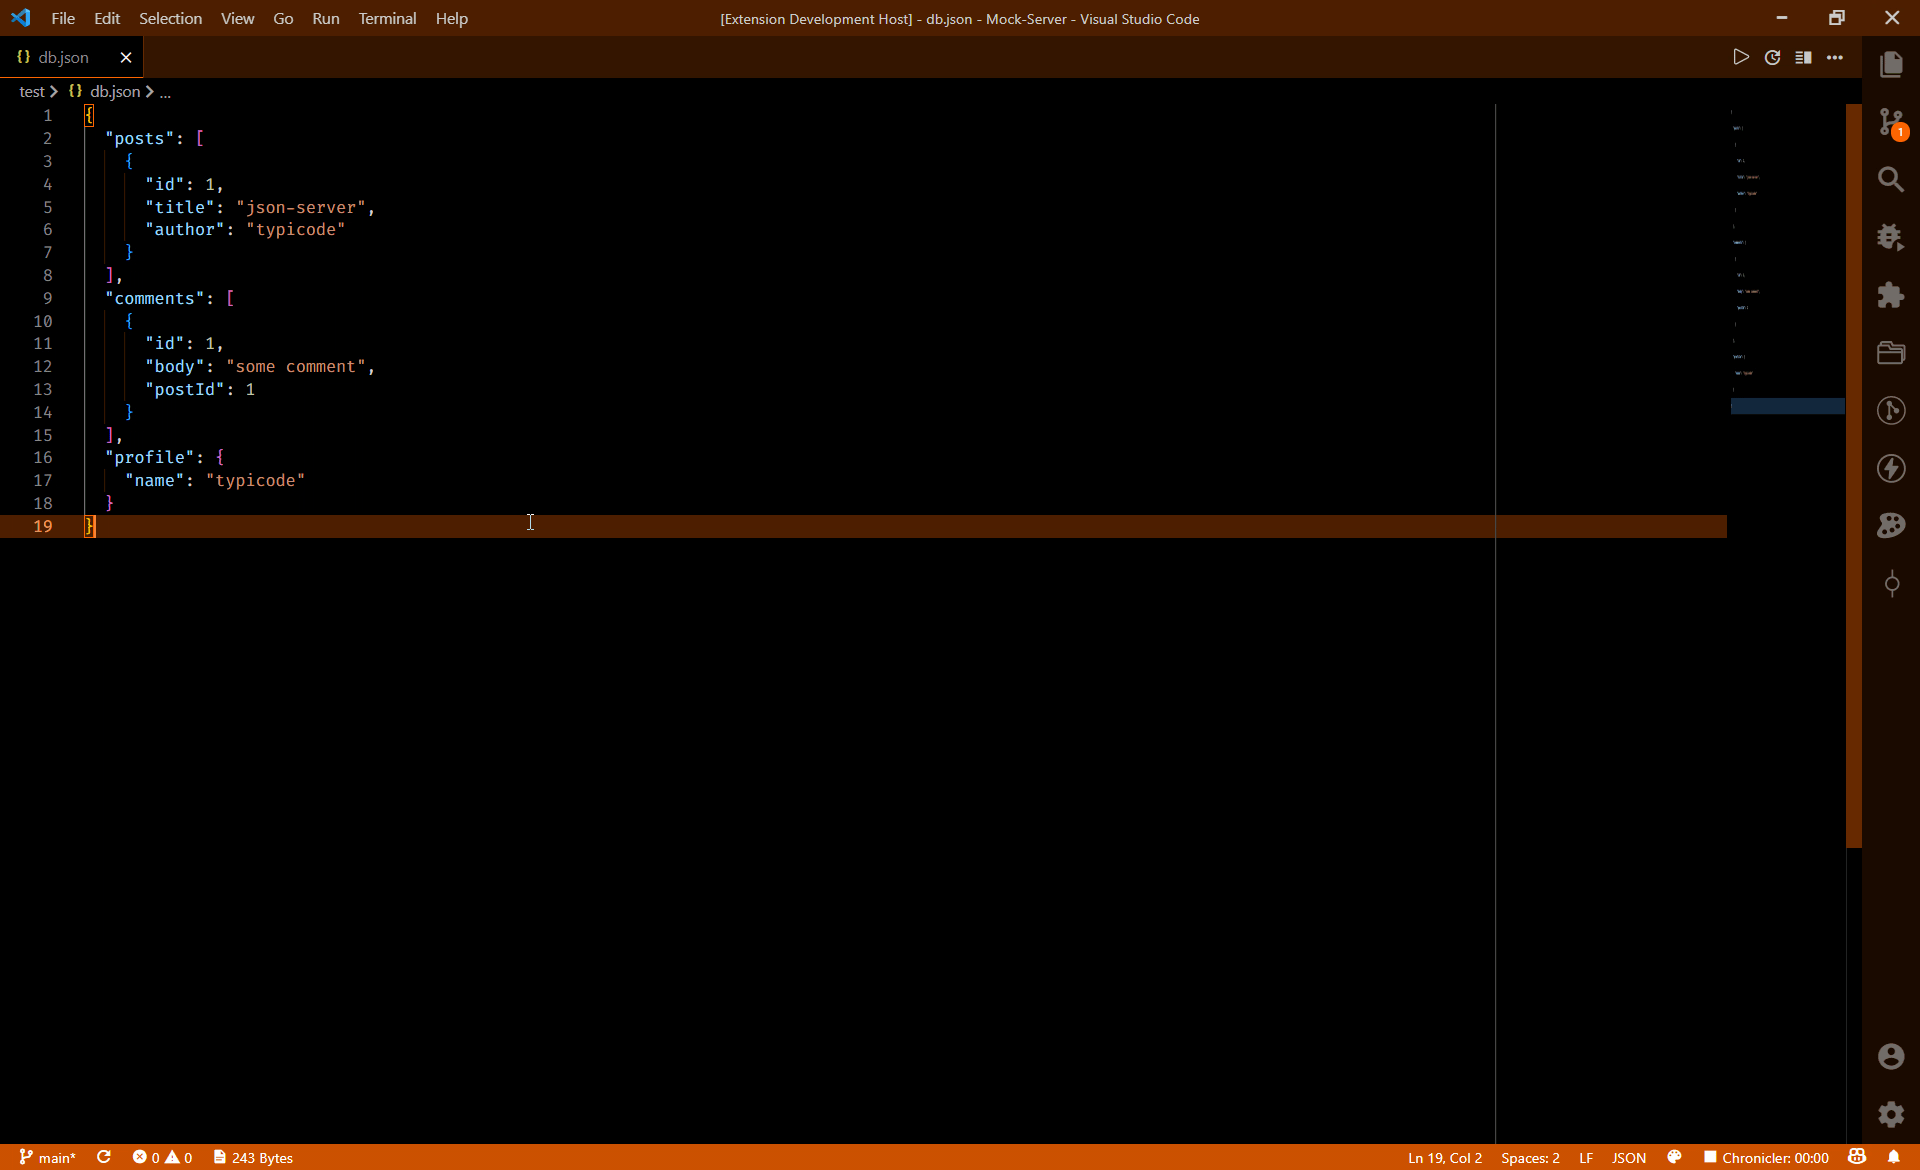 File Edit Selection View Go Run Terminal Help [Extension Development Host] - db.json - Mock-Server - Visual Studio Code
{} db.json
test > {} db.json > ...
1 {
2 "posts": [
3 {
4 "id": 1,
5 "title": "json-server",
6 "author": "typicode"
7 }
8 ],
9 "comments": [
10 {
11 "id": 1,
12 "body": "some comment",
13 "postId": 1
14 }
15 ],
16 "profile": {
17 "name": "typicode"
18 }
19 }
1
main* 0 0 243 Bytes Ln 19, Col 2 Spaces: 2 LF JSON Chronicler: 00:00